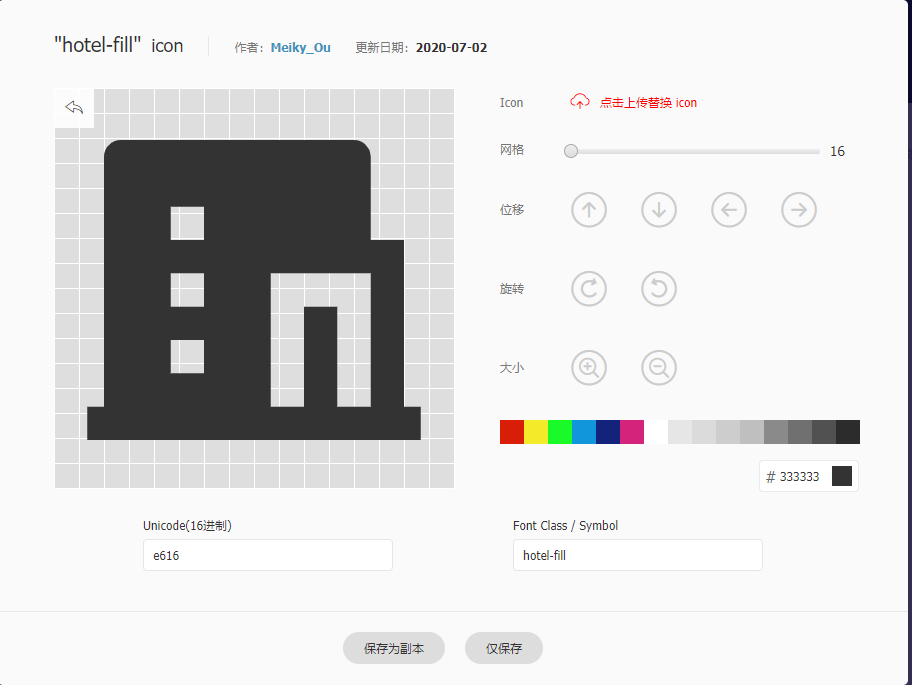 "hotel-fill" icon
作者：Meiky_Ou
更新日期：2020-07-02
Icon
点击上传替换 icon
网格
16
位移
旋转
大小
# 333333
Unicode(16进制)
e616
Font Class / Symbol
hotel-fill
保存为副本
仅保存